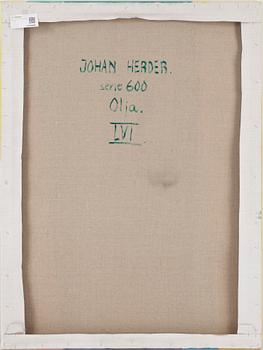 JOHAN HERDER.
serie 600
Olja.
LVI